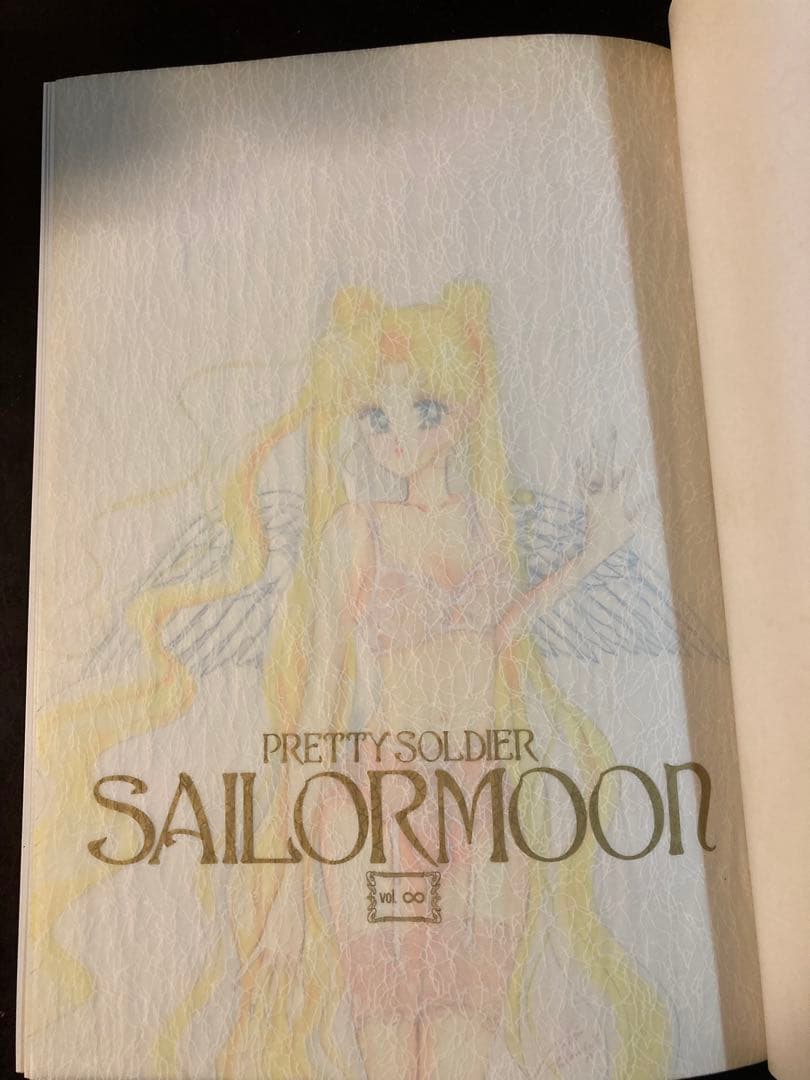 PRETTY SOLDIER
SAILORMOON
vol. ∞